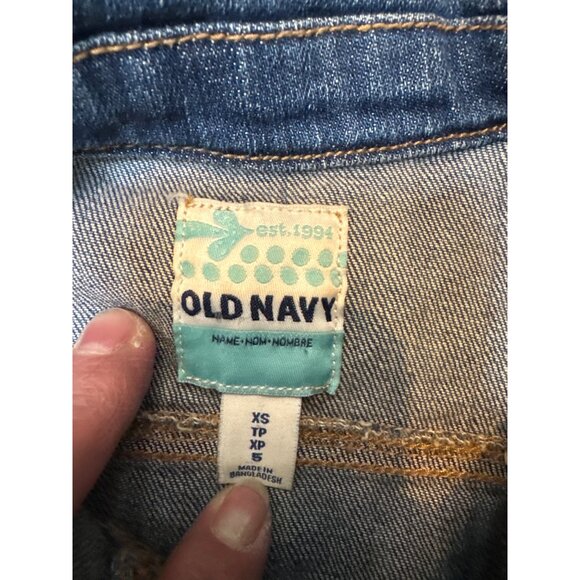 est. 1994
OLD NAVY
NAME•NOM•NOMBRE
XS
TP
XP
5
MADE IN
BANGLADESH